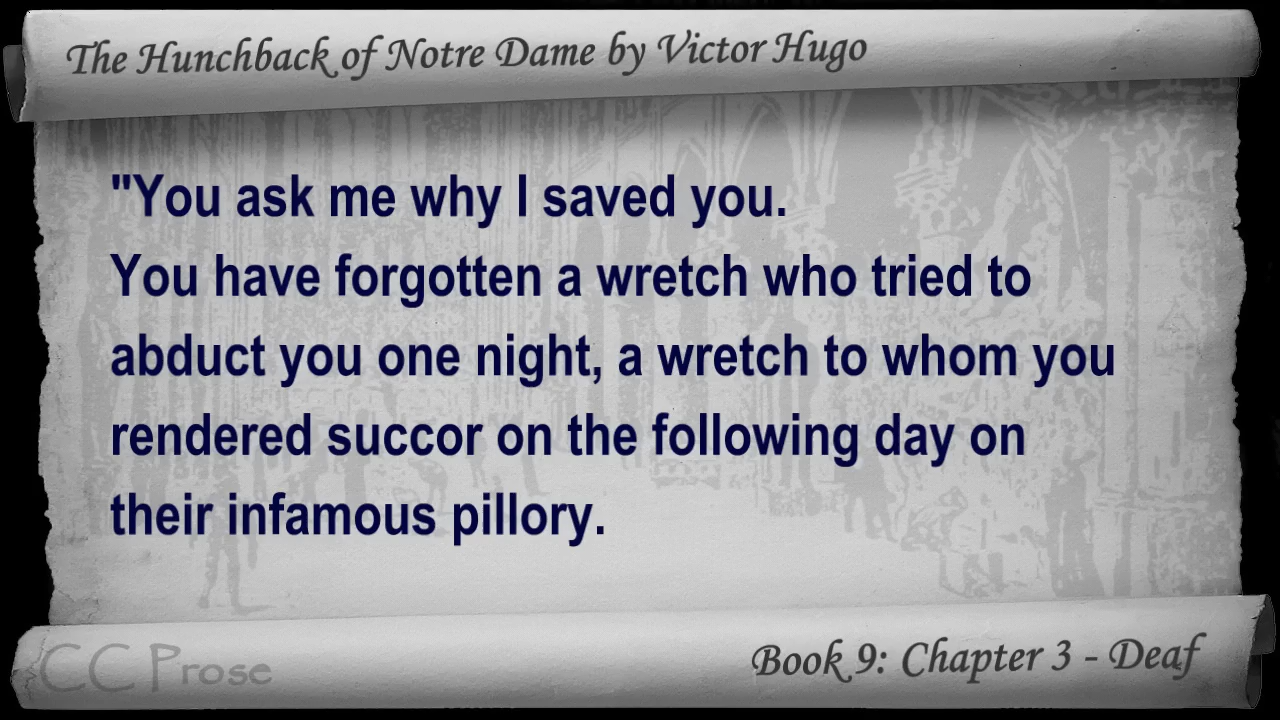 The Hunchback of Notre Dame by Victor Hugo
"You ask me why I saved you.
You have forgotten a wretch who tried to
abduct you one night, a wretch to whom you
rendered succor on the following day on
their infamous pillory.
CC Prose
Book 9: Chapter 3 - Deaf